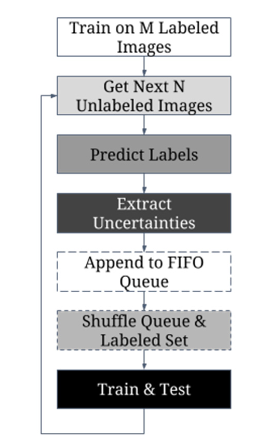 Train on M Labeled
Images
Get Next N
Unlabeled Images
Predict Labels
Extract
Uncertainties
Append to FIFO
Queue
Shuffle Queue &
Labeled Set
Train & Test